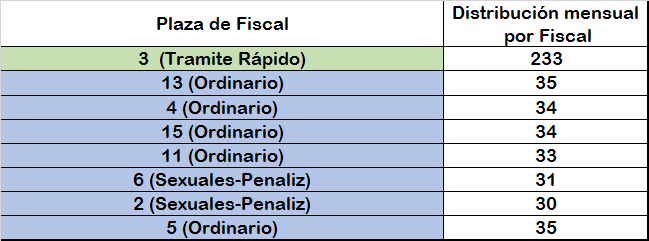 Plaza de Fiscal
Distribución mensual
por Fiscal
3 (Tramite Rápido) 233
13 (Ordinario) 35
4 (Ordinario) 34
15 (Ordinario) 34
11 (Ordinario) 33
6 (Sexuales-Penaliz) 31
2 (Sexuales-Penaliz) 30
5 (Ordinario) 35